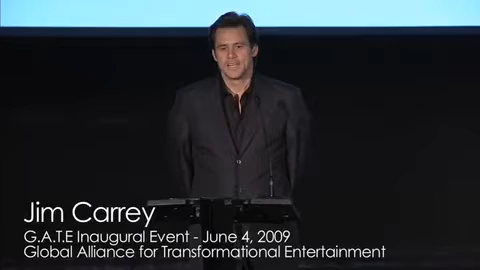 Jim Carrey
G.A.T.E Inaugural Event - June 4, 2009
Global Alliance for Transformational Entertainment